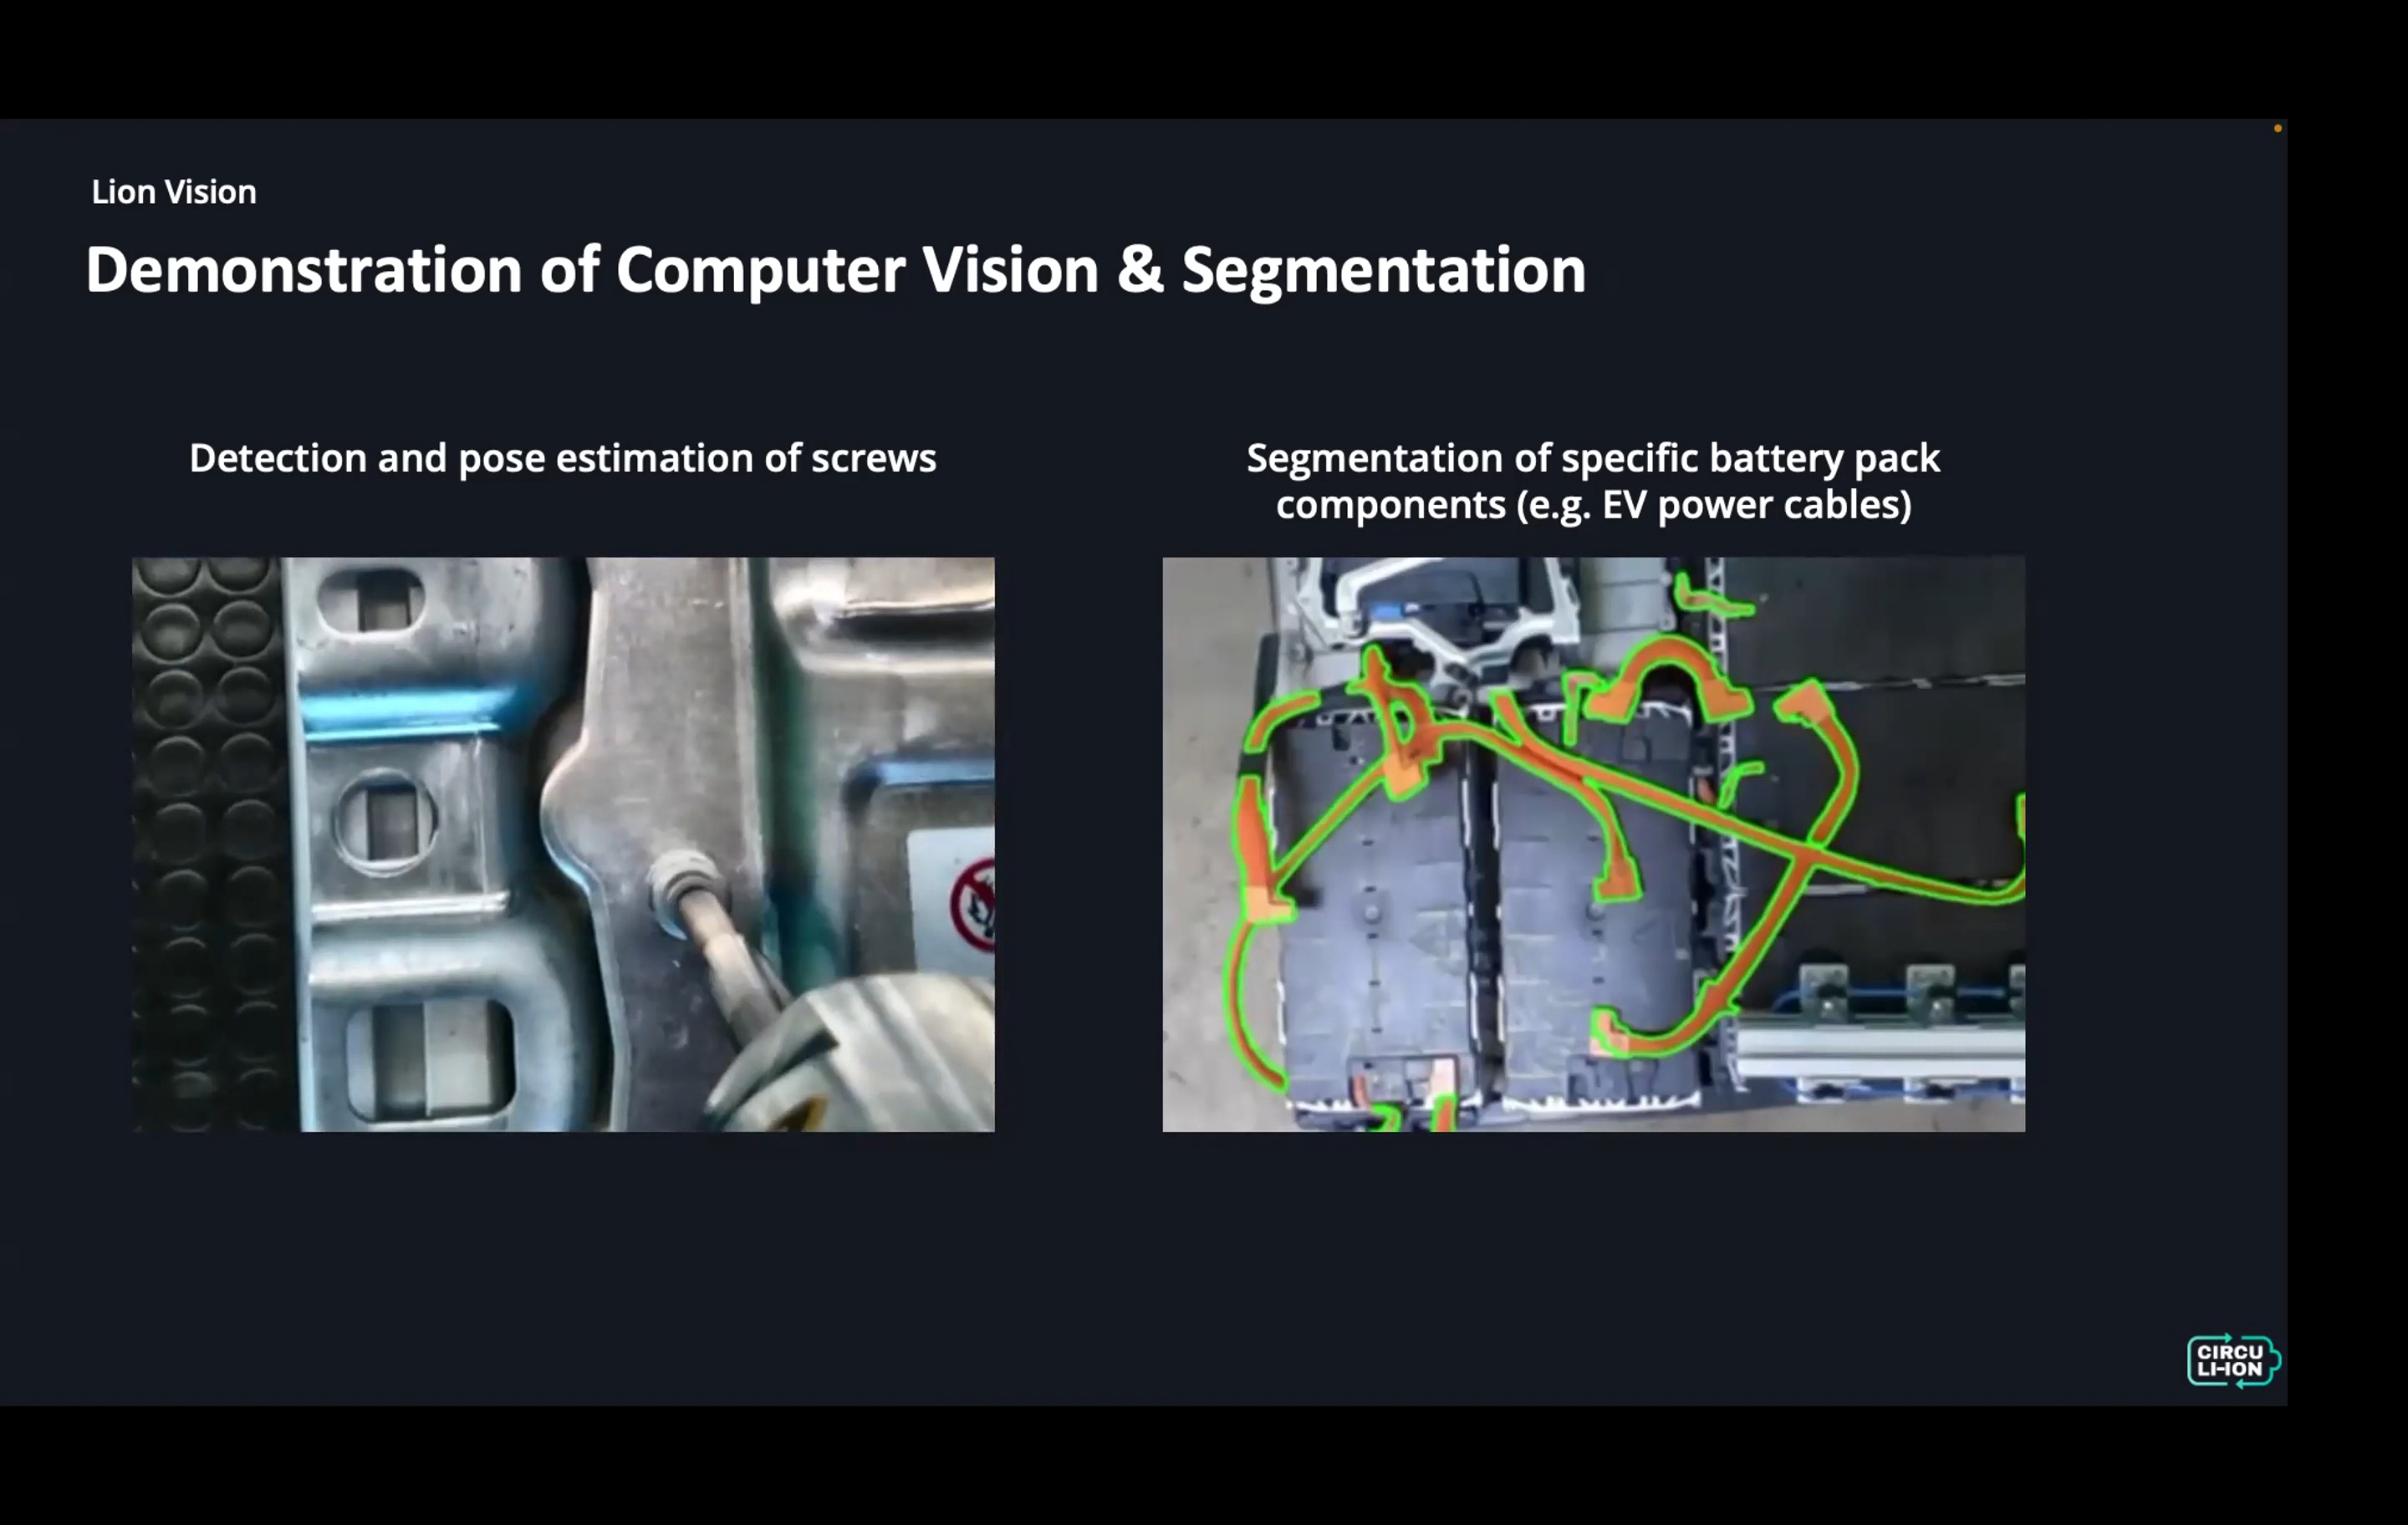 Lion Vision
Demonstration of Computer Vision & Segmentation
Detection and pose estimation of screws
Segmentation of specific battery pack
components (e.g. EV power cables)
CIRCU
LI-ION